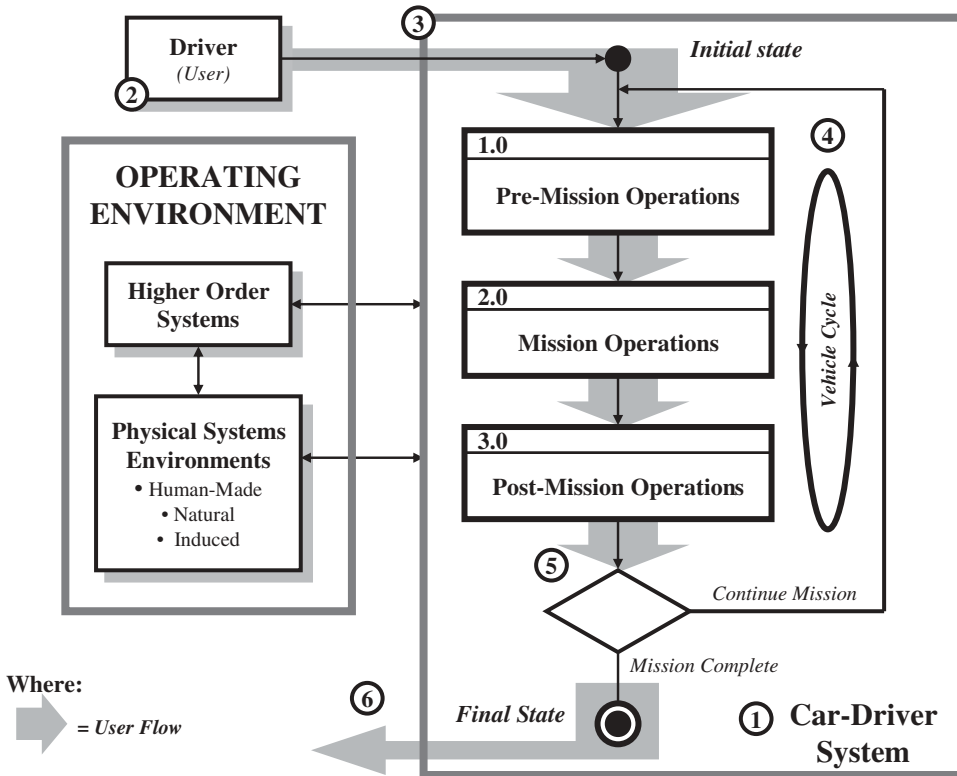 Driver
(User)
2
3
Initial state
OPERATING
ENVIRONMENT
Higher Order
Systems
Physical Systems
Environments
• Human-Made
• Natural
• Induced
1.0
Pre-Mission Operations
2.0
Mission Operations
3.0
Post-Mission Operations
4
Vehicle Cycle
5
Continue Mission
Mission Complete
Where:
= User Flow
6
Final State
1 Car-Driver
System